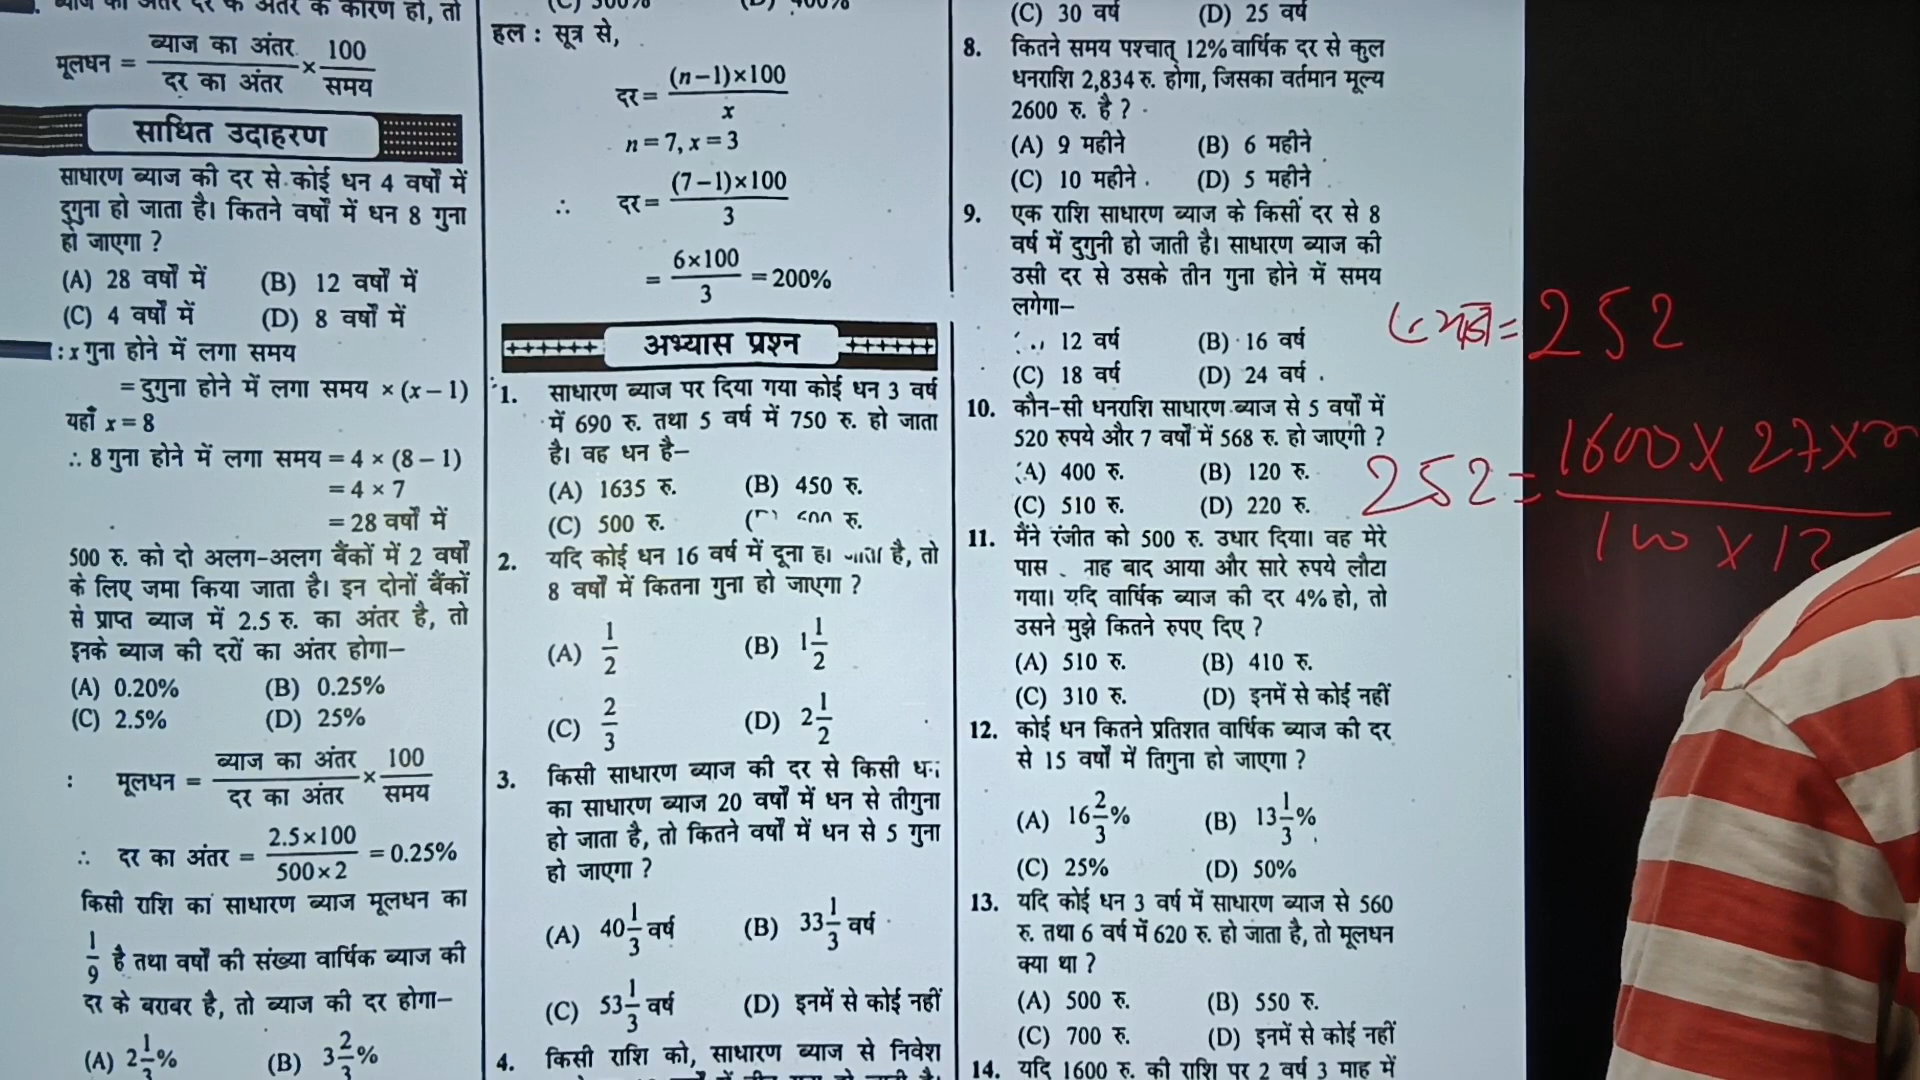 मूलधन = ब्याज का अंतर / दर का अंतर × 100 / समय
साधित उदाहरण
साधारण ब्याज की दर से कोई धन 4 वर्षों में
दुगुना हो जाता है। कितने वर्षों में धन 8 गुना
हो जाएगा ?
(A) 28 वर्षों में (B) 12 वर्षों में
(C) 4 वर्षों में (D) 8 वर्षों में
: x गुना होने में लगा समय
= दुगुना होने में लगा समय × (x – 1)
यहाँ x = 8
∴ 8 गुना होने में लगा समय = 4 × (8 – 1)
= 4 × 7
= 28 वर्षों में
500 रु. को दो अलग-अलग बैंकों में 2 वर्षों
के लिए जमा किया जाता है। इन दोनों बैंकों
से प्राप्त ब्याज में 2.5 रु. का अंतर है, तो
इनके ब्याज की दरों का अंतर होगा–
(A) 0.20% (B) 0.25%
(C) 2.5% (D) 25%
: मूलधन = ब्याज का अंतर / दर का अंतर × 100 / समय
∴ दर का अंतर = 2.5×100 / 500×2 = 0.25%
किसी राशि का साधारण ब्याज मूलधन का
1/9 है तथा वर्षों की संख्या वार्षिक ब्याज की
दर के बराबर है, तो ब्याज की दर होगी–
(A) 2 1/3% (B) 3 2/3%
हल : सूत्र से,
दर = (n–1)×100 / x
n = 7, x = 3
∴ दर = (7–1)×100 / 3
= 6×100 / 3 = 200%
अभ्यास प्रश्न
1. साधारण ब्याज पर दिया गया कोई धन 3 वर्ष
में 690 रु. तथा 5 वर्ष में 750 रु. हो जाता
है। वह धन है–
(A) 1635 रु. (B) 450 रु.
(C) 500 रु. रु.
2. यदि कोई धन 16 वर्ष में दूना है, तो
8 वर्षों में कितना गुना हो जाएगा ?
(A) 1/2 (B) 1 1/2
(C) 2/3 (D) 2 1/2
3. किसी साधारण ब्याज की दर से किसी
का साधारण ब्याज 20 वर्षों में धन से तीगुना
हो जाता है, तो कितने वर्षों में धन से 5 गुना
हो जाएगा ?
(A) 40 1/3 वर्ष (B) 33 1/3 वर्ष
(C) 53 1/3 वर्ष (D) इनमें से कोई नहीं
4. किसी राशि को, साधारण ब्याज से निवेश
(C) 30 वर्ष (D) 25 वर्ष
8. कितने समय पश्चात् 12% वार्षिक दर से कुल
धनराशि 2,834 रु. होगा, जिसका वर्तमान मूल्य
2600 रु. है ?
(A) 9 महीने (B) 6 महीने
(C) 10 महीने (D) 5 महीने
9. एक राशि साधारण ब्याज के किसी दर से 8
वर्ष में दुगुनी हो जाती है। साधारण ब्याज की
उसी दर से उसके तीन गुना होने में समय
लगेगा–
12 वर्ष (B) 16 वर्ष
(C) 18 वर्ष (D) 24 वर्ष
10. कौन-सी धनराशि साधारण ब्याज से 5 वर्षों में
520 रुपये और 7 वर्षों में 568 रु. हो जाएगी ?
(A) 400 रु. (B) 120 रु.
(C) 510 रु. (D) 220 रु.
11. मैंने रंजीत को 500 रु. उधार दिया। वह मेरे
पास बाद आया और सारे रुपये लौटा
गया। यदि वार्षिक ब्याज की दर 4% हो, तो
उसने मुझे कितने रुपए दिए ?
(A) 510 रु. (B) 410 रु.
(C) 310 रु. (D) इनमें से कोई नहीं
12. कोई धन कितने प्रतिशत वार्षिक ब्याज की दर
से 15 वर्षों में तिगुना हो जाएगा ?
(A) 16 2/3% (B) 13 1/3%
(C) 25% (D) 50%
13. यदि कोई धन 3 वर्ष में साधारण ब्याज से 560
रु. तथा 6 वर्ष में 620 रु. हो जाता है, तो मूलधन
क्या था ?
(A) 500 रु. (B) 550 रु.
(C) 700 रु. (D) इनमें से कोई नहीं
14. यदि 1600 रु. की राशि पर 2 वर्ष 3 माह में
= 252
252 = 1600 × 27 × / 100 × 12